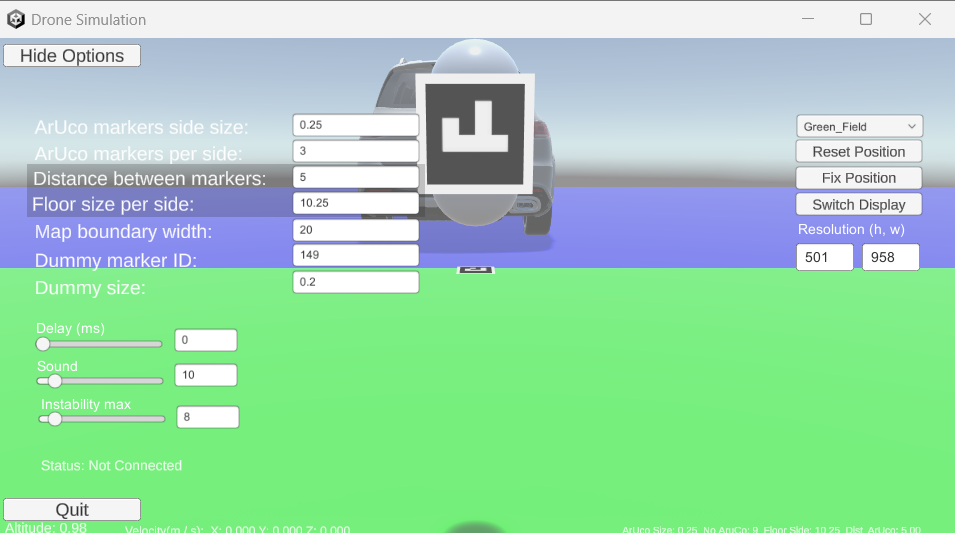 Drone Simulation
Hide Options
ArUco markers side size: 0.25
ArUco markers per side: 3
Distance between markers: 5
Floor size per side: 10.25
Map boundary width: 20
Dummy marker ID: 149
Dummy size: 0.2
Green_Field
Reset Position
Fix Position
Switch Display
Resolution (h, w)
501 958
Delay (ms) 0
Sound 10
Instability max 8
Status: Not Connected
Quit
Altitude: 0.98 Velocity(m / s): X: 0.000 Y: 0.000 Z: 0.000 ArUco Size: 0.25 No AruCo: 9 Floor Side: 10.25 Dist. ArUco: 5.00